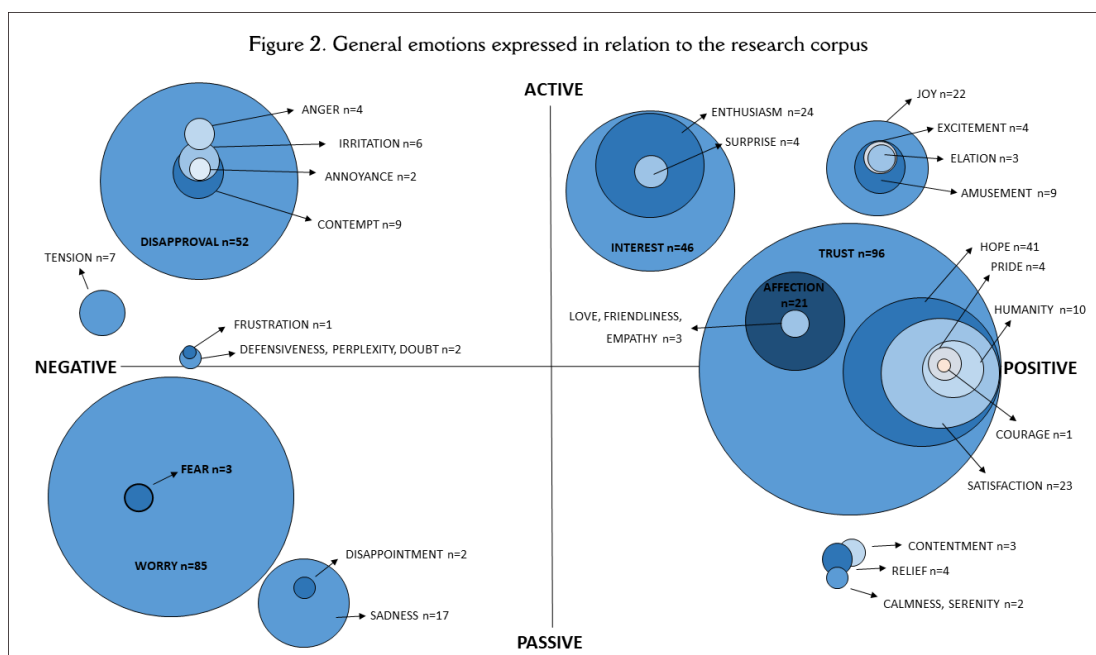 Figure 2. General emotions expressed in relation to the research corpus
ACTIVE
ANGER n=4
IRRITATION n=6
ANNOYANCE n=2
CONTEMPT n=9
DISAPPROVAL n=52
TENSION n=7
FRUSTRATION n=1
DEFENSIVENESS, PERPLEXITY, DOUBT n=2
NEGATIVE
ENTHUSIASM n=24
SURPRISE n=4
INTEREST n=46
JOY n=22
EXCITEMENT n=4
ELATION n=3
AMUSEMENT n=9
TRUST n=96
HOPE n=41
PRIDE n=4
HUMANITY n=10
AFFECTION
n=21
LOVE, FRIENDLINESS,
EMPATHY n=3
POSITIVE
COURAGE n=1
SATISFACTION n=23
FEAR n=3
WORRY n=85
DISAPPOINTMENT n=2
SADNESS n=17
CONTENTMENT n=3
RELIEF n=4
CALMNESS, SERENITY n=2
PASSIVE